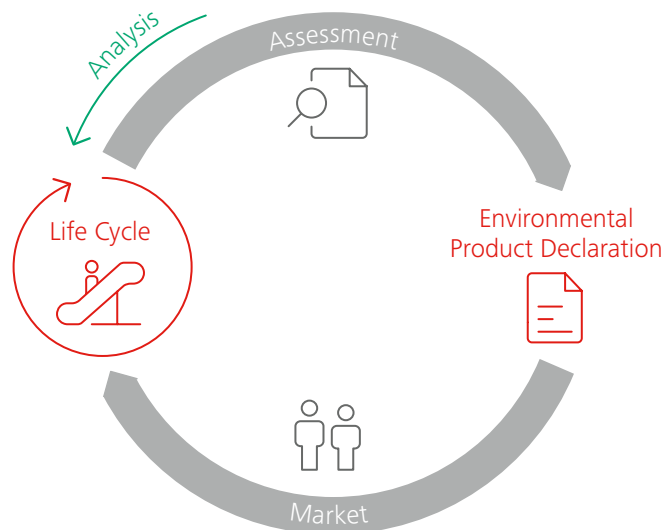 Analysis
Assessment
Life Cycle
Environmental
Product Declaration
Market